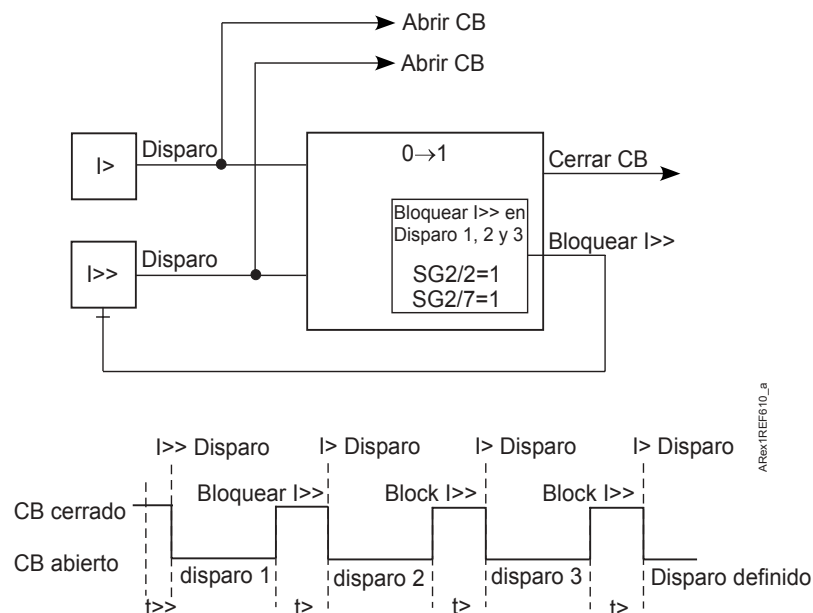 Abrir CB
Abrir CB
I>
Disparo
0→1
Cerrar CB
Bloquear I>> en
Disparo 1, 2 y 3
SG2/2=1
SG2/7=1
Bloquear I>>
I>>
Disparo
ARex1REF610_a
I>> Disparo
I> Disparo
I> Disparo
I> Disparo
Bloquear I>>
Block I>>
Block I>>
CB cerrado
CB abierto
disparo 1
disparo 2
disparo 3
Disparo definido
t>>
t>
t>
t>